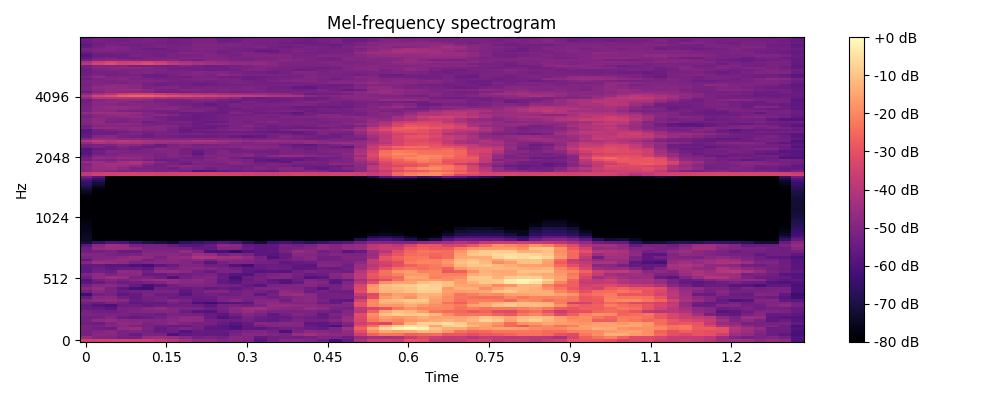 Mel-frequency spectrogram
+0 dB
-10 dB
-20 dB
-30 dB
-40 dB
-50 dB
-60 dB
-70 dB
-80 dB
Hz
4096
2048
1024
512
0
0 0.15 0.3 0.45 0.6 0.75 0.9 1.1 1.2
Time